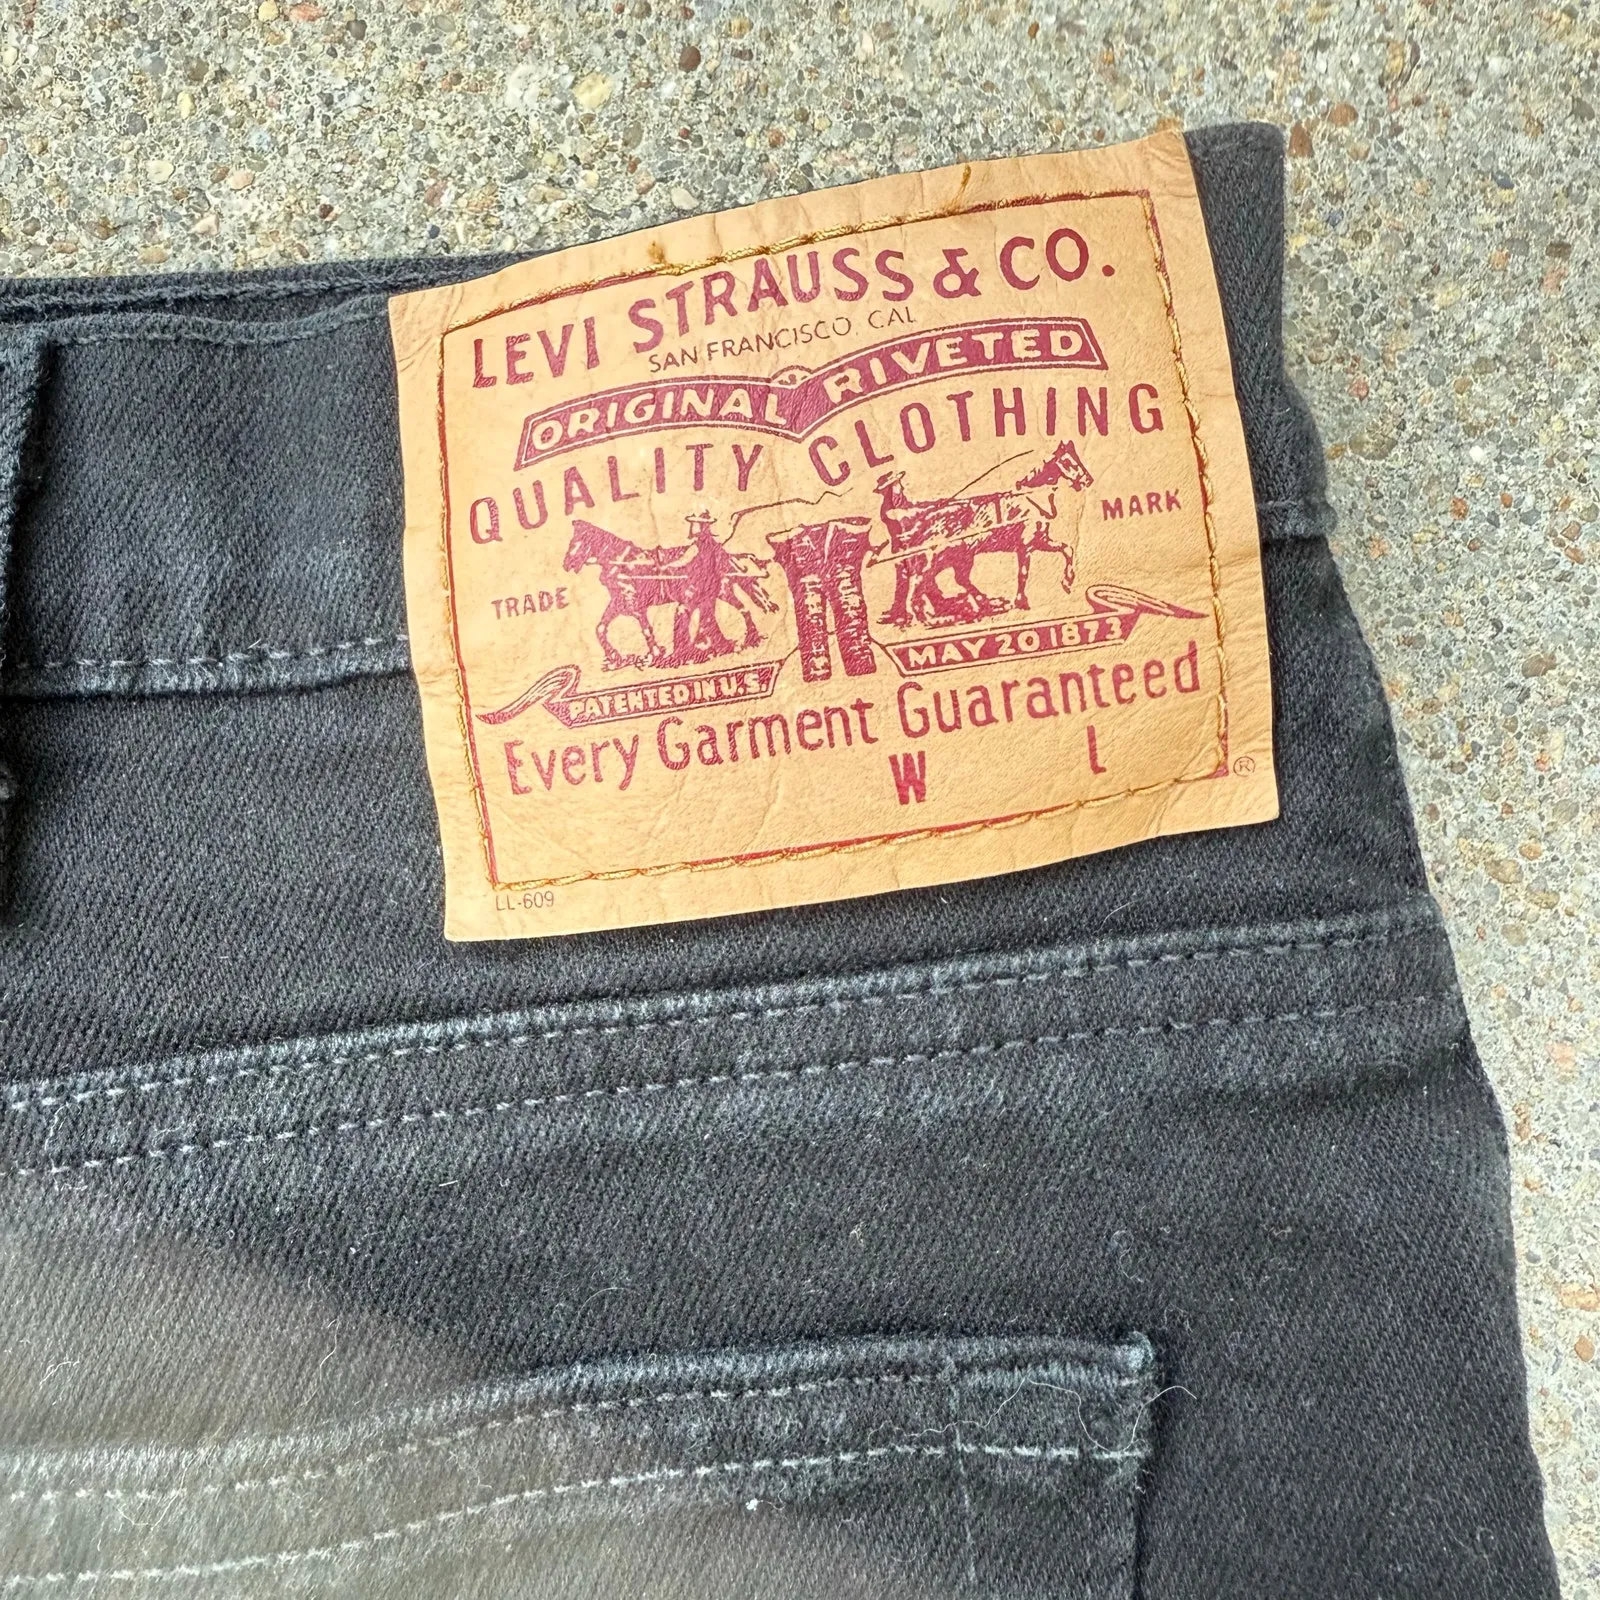 LEVI STRAUSS & CO.
SAN FRANCISCO, CAL
ORIGINAL RIVETED
QUALITY CLOTHING
TRADE MARK
PATENTED IN U.S. MAY 20 1873
Every Garment Guaranteed
W L ®
LL-609